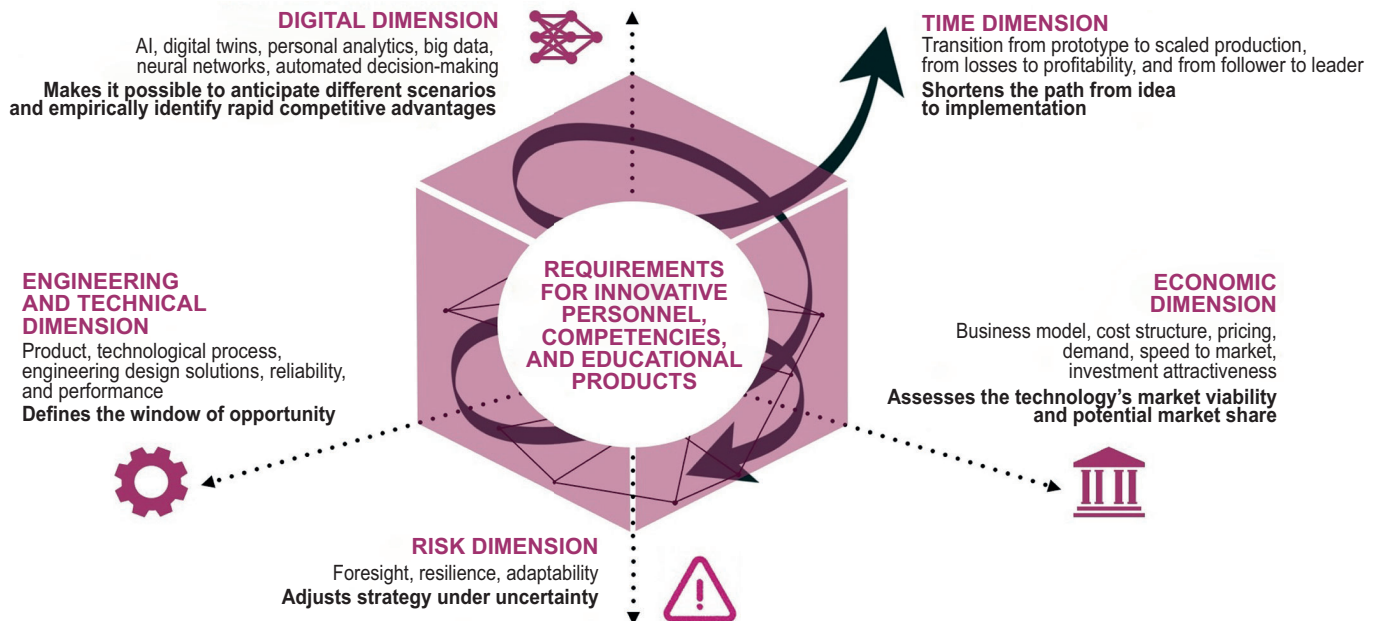 DIGITAL DIMENSION
AI, digital twins, personal analytics, big data,
neural networks, automated decision-making
Makes it possible to anticipate different scenarios
and empirically identify rapid competitive advantages
TIME DIMENSION
Transition from prototype to scaled production,
from losses to profitability, and from follower to leader
Shortens the path from idea
to implementation
ENGINEERING
AND TECHNICAL
DIMENSION
Product, technological process,
engineering design solutions, reliability,
and performance
Defines the window of opportunity
REQUIREMENTS
FOR INNOVATIVE
PERSONNEL,
COMPETENCIES,
AND EDUCATIONAL
PRODUCTS
ECONOMIC
DIMENSION
Business model, cost structure, pricing,
demand, speed to market,
investment attractiveness
Assesses the technology’s market viability
and potential market share
RISK DIMENSION
Foresight, resilience, adaptability
Adjusts strategy under uncertainty